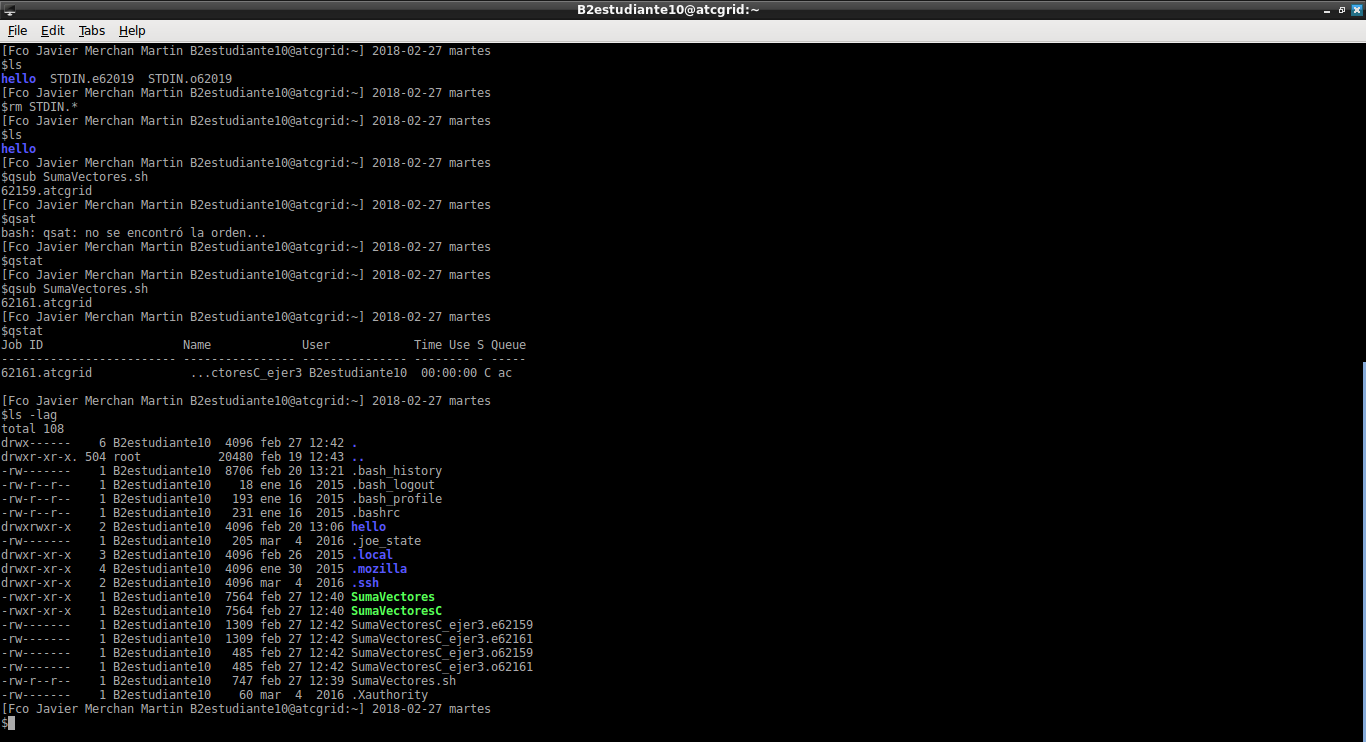 B2estudiante10@atcgrid:~
File Edit Tabs Help
[Fco Javier Merchan Martin B2estudiante10@atcgrid:~] 2018-02-27 martes
$ls
hello  STDIN.e62019  STDIN.o62019
[Fco Javier Merchan Martin B2estudiante10@atcgrid:~] 2018-02-27 martes
$rm STDIN.*
[Fco Javier Merchan Martin B2estudiante10@atcgrid:~] 2018-02-27 martes
$ls
hello
[Fco Javier Merchan Martin B2estudiante10@atcgrid:~] 2018-02-27 martes
$qsub SumaVectores.sh
62159.atcgrid
[Fco Javier Merchan Martin B2estudiante10@atcgrid:~] 2018-02-27 martes
$qsat
bash: qsat: no se encontró la orden...
[Fco Javier Merchan Martin B2estudiante10@atcgrid:~] 2018-02-27 martes
$qstat
[Fco Javier Merchan Martin B2estudiante10@atcgrid:~] 2018-02-27 martes
$qsub SumaVectores.sh
62161.atcgrid
[Fco Javier Merchan Martin B2estudiante10@atcgrid:~] 2018-02-27 martes
$qstat
Job ID                    Name             User            Time Use S Queue
------------------------- ---------------- --------------- -------- - -----
62161.atcgrid              ...ctoresC_ejer3 B2estudiante10  00:00:00 C ac
[Fco Javier Merchan Martin B2estudiante10@atcgrid:~] 2018-02-27 martes
$ls -lag
total 108
drwx------    6 B2estudiante10  4096 feb 27 12:42 .
drwxr-xr-x. 504 root           20480 feb 19 12:43 ..
-rw-------    1 B2estudiante10  8706 feb 20 13:21 .bash_history
-rw-r--r--    1 B2estudiante10    18 ene 16  2015 .bash_logout
-rw-r--r--    1 B2estudiante10   193 ene 16  2015 .bash_profile
-rw-r--r--    1 B2estudiante10   231 ene 16  2015 .bashrc
drwxrwxr-x    2 B2estudiante10  4096 feb 20 13:06 hello
-rw-------    1 B2estudiante10   205 mar  4  2016 .joe_state
drwxr-xr-x    3 B2estudiante10  4096 feb 26  2015 .local
drwxr-xr-x    4 B2estudiante10  4096 ene 30  2015 .mozilla
drwxr-xr-x    2 B2estudiante10  4096 mar  4  2016 .ssh
-rwxr-xr-x    1 B2estudiante10  7564 feb 27 12:40 SumaVectores
-rwxr-xr-x    1 B2estudiante10  7564 feb 27 12:40 SumaVectoresC
-rw-------    1 B2estudiante10  1309 feb 27 12:42 SumaVectoresC_ejer3.e62159
-rw-------    1 B2estudiante10  1309 feb 27 12:42 SumaVectoresC_ejer3.e62161
-rw-------    1 B2estudiante10   485 feb 27 12:42 SumaVectoresC_ejer3.o62159
-rw-------    1 B2estudiante10   485 feb 27 12:42 SumaVectoresC_ejer3.o62161
-rw-r--r--    1 B2estudiante10   747 feb 27 12:39 SumaVectores.sh
-rw-------    1 B2estudiante10    60 mar  4  2016 .Xauthority
[Fco Javier Merchan Martin B2estudiante10@atcgrid:~] 2018-02-27 martes
$